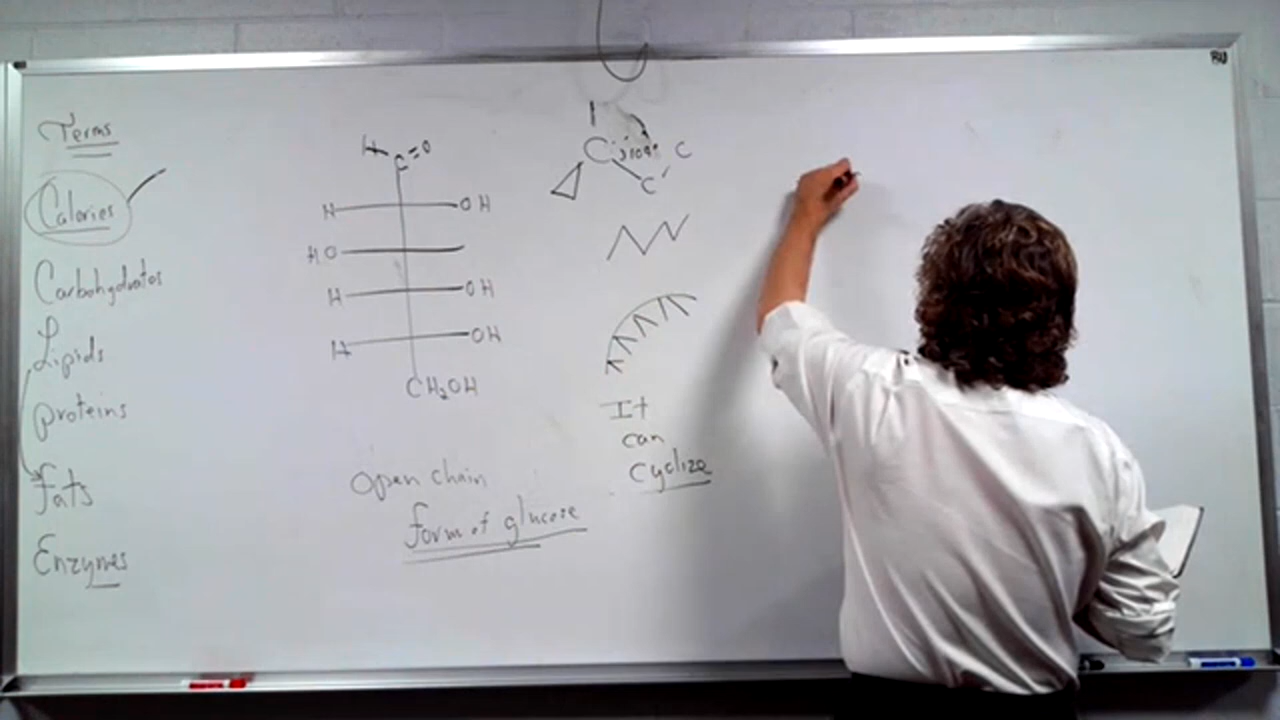 Terms
Calories
Carbohydrates
Lipids
proteins
Fats
Enzymes
H C=O
H OH
HO
H OH
H OH
CH₂OH
open chain
form of glucose
C C
C
It
can
cyclize
BU